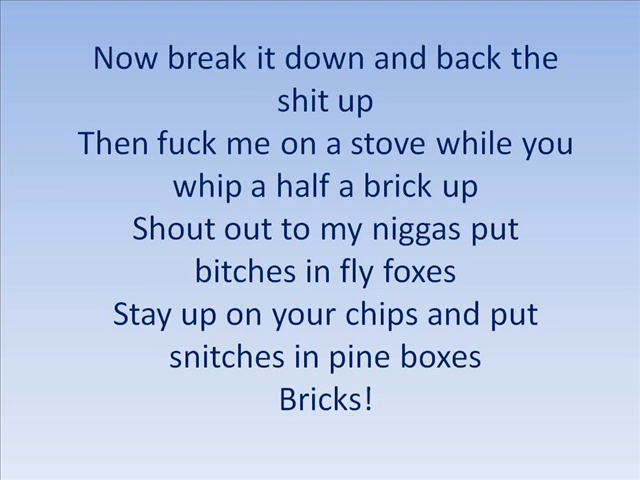 Now break it down and back the
shit up
Then fuck me on a stove while you
whip a half a brick up
Shout out to my niggas put
bitches in fly foxes
Stay up on your chips and put
snitches in pine boxes
Bricks!